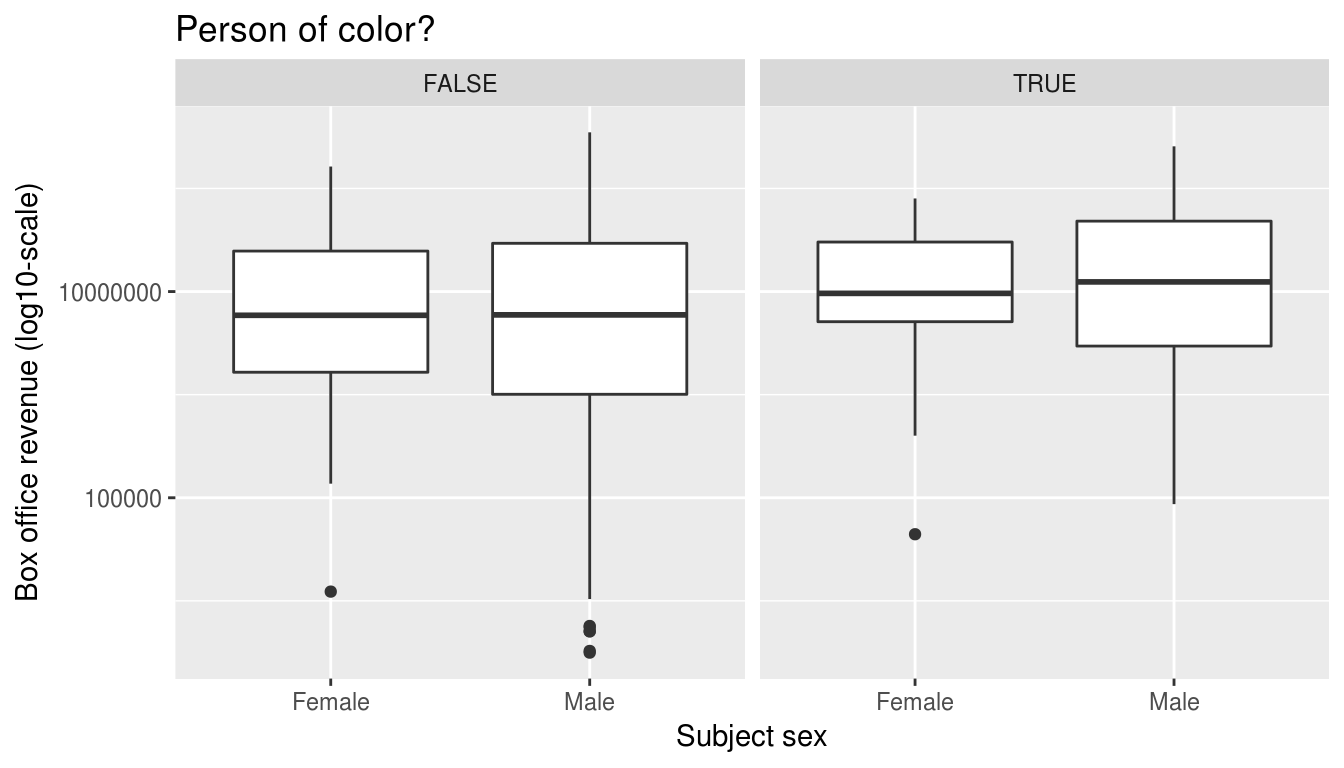 Person of color?
FALSE
TRUE
Box office revenue (log10-scale)
10000000
100000
Female
Male
Female
Male
Subject sex